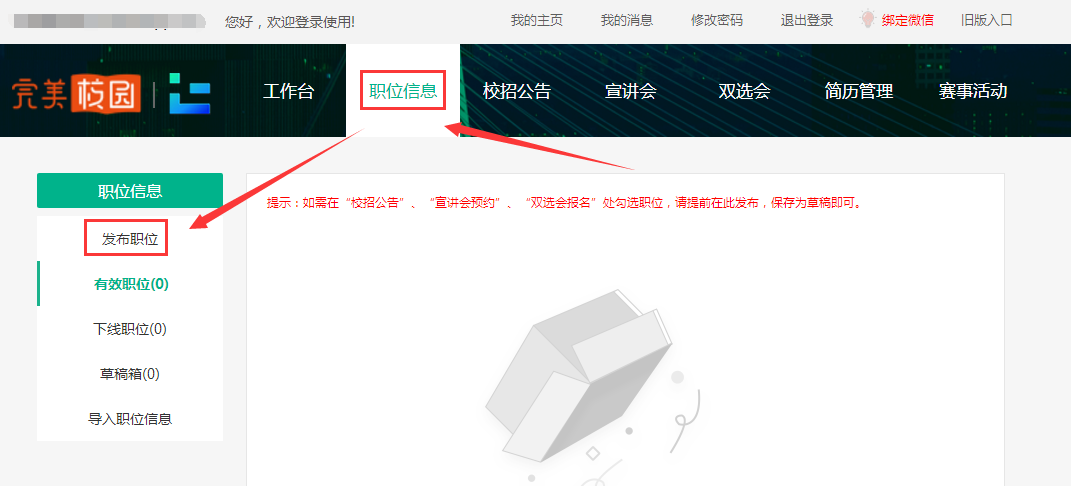 您好，欢迎登录使用!
我的主页 我的消息 修改密码 退出登录 绑定微信 旧版入口
完美校园
工作台 职位信息 校招公告 宣讲会 双选会 简历管理 赛事活动
职位信息
发布职位
有效职位(0)
下线职位(0)
草稿箱(0)
导入职位信息
提示：如需在“校招公告”、“宣讲会预约”、“双选会报名”处勾选职位，请提前在此发布，保存为草稿即可。